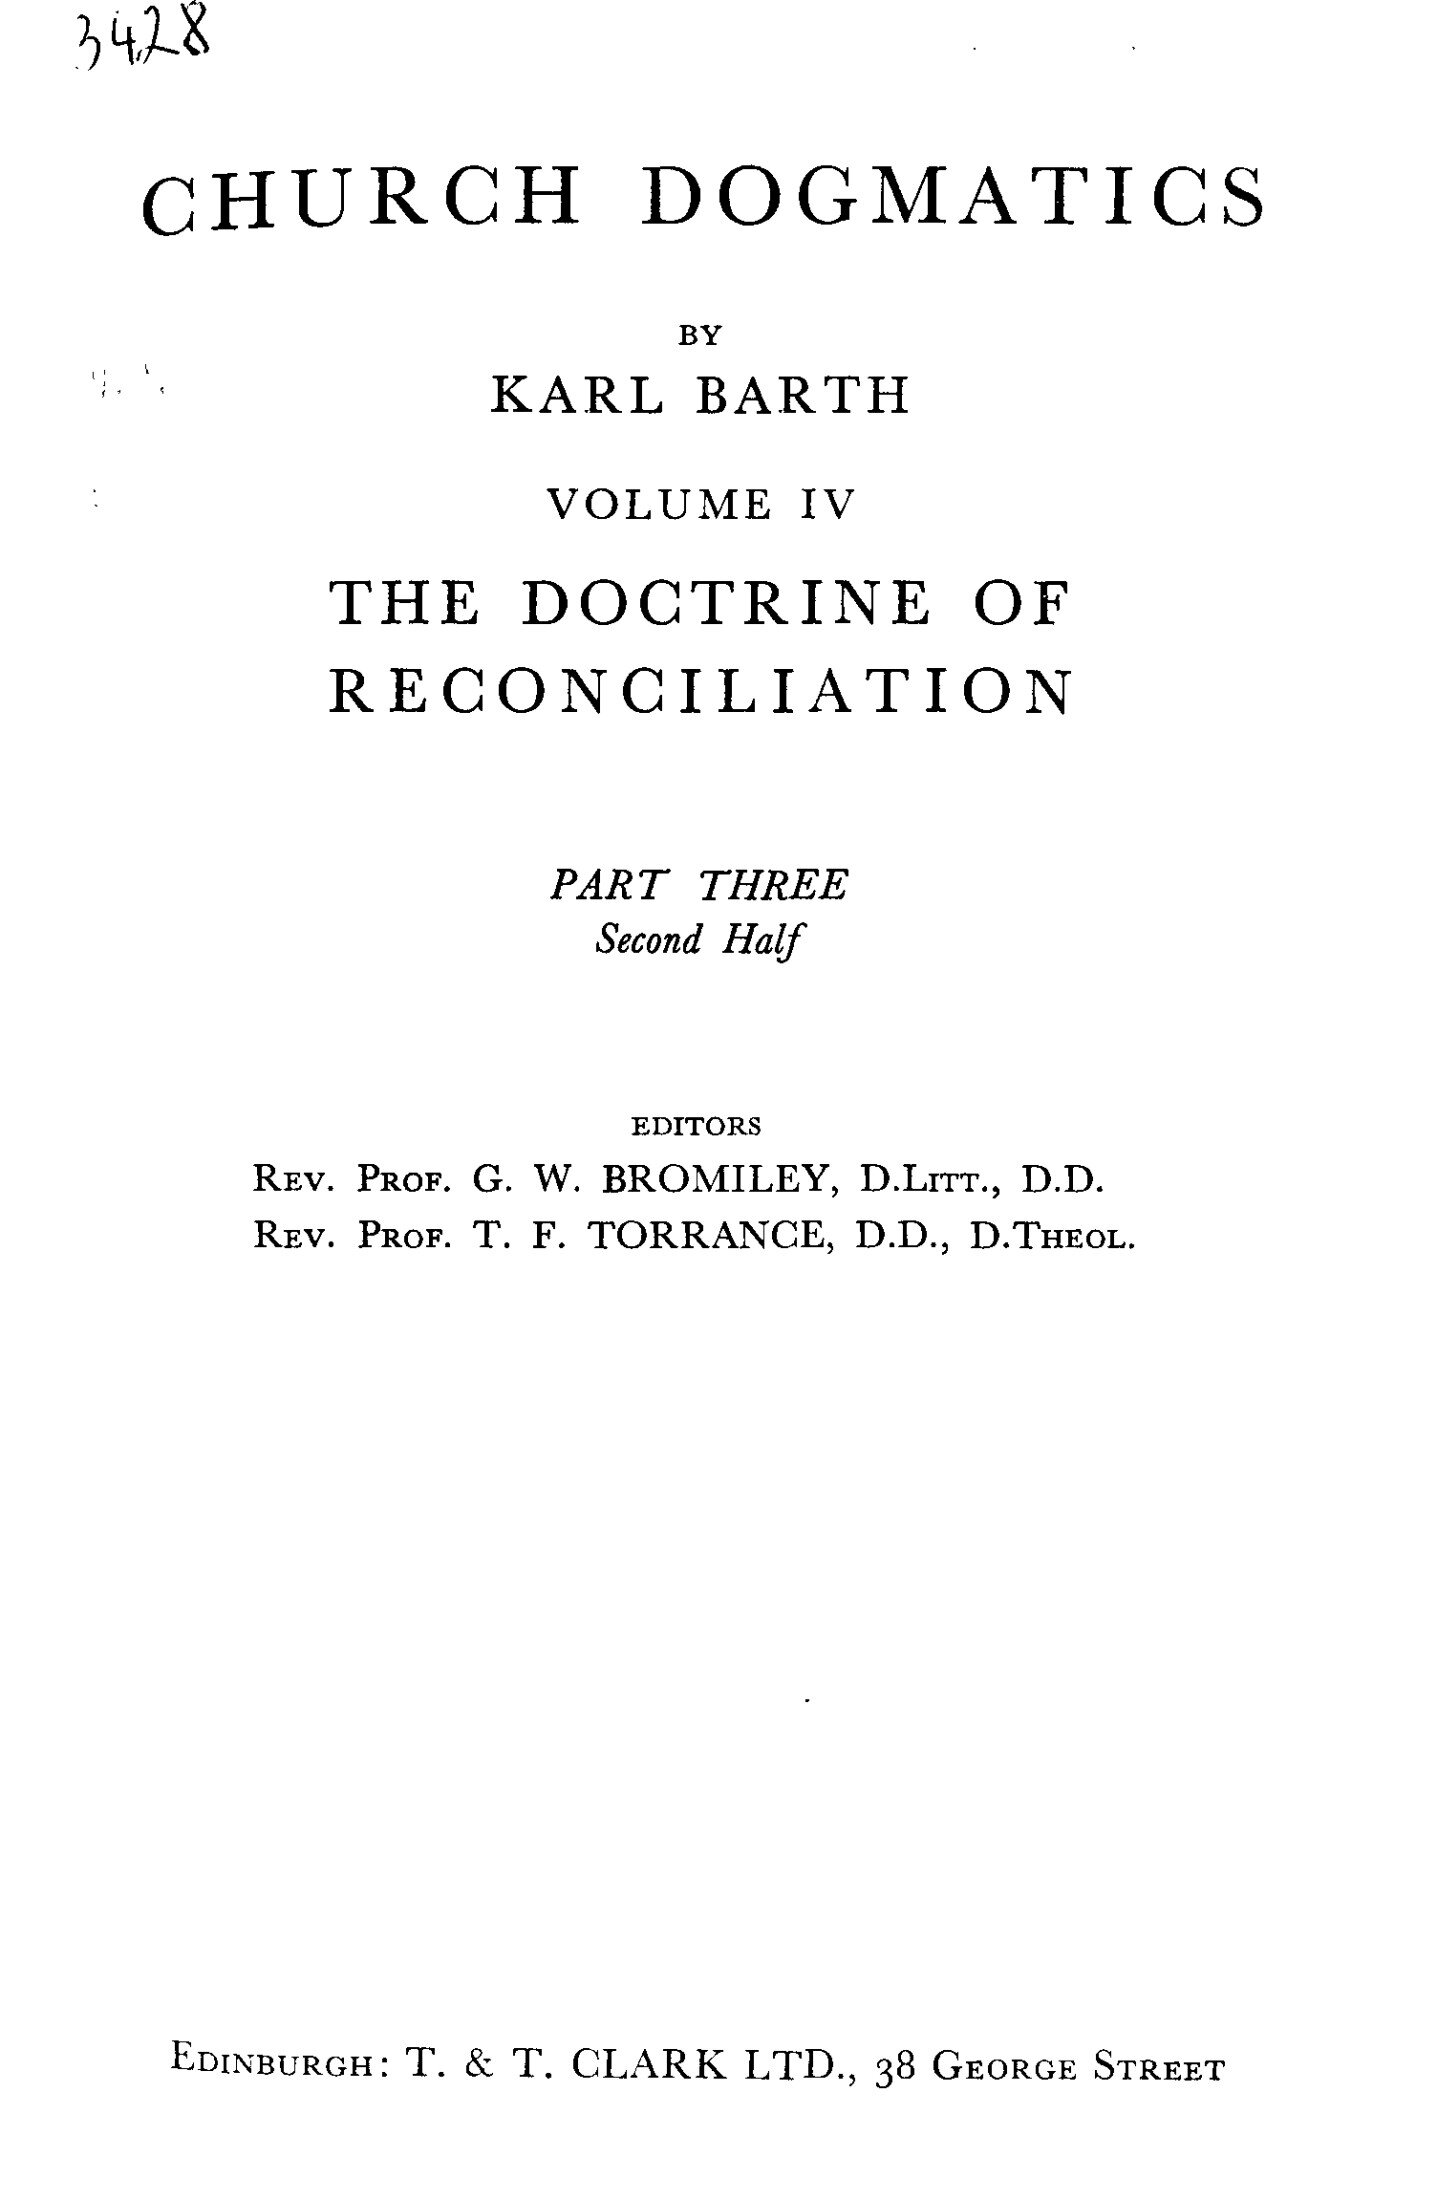 3428
CHURCH DOGMATICS
BY
KARL BARTH
VOLUME IV
THE DOCTRINE OF
RECONCILIATION
PART THREE
Second Half
EDITORS
REV. PROF. G. W. BROMILEY, D.LITT., D.D.
REV. PROF. T. F. TORRANCE, D.D., D.THEOL.
EDINBURGH: T. & T. CLARK LTD., 38 GEORGE STREET